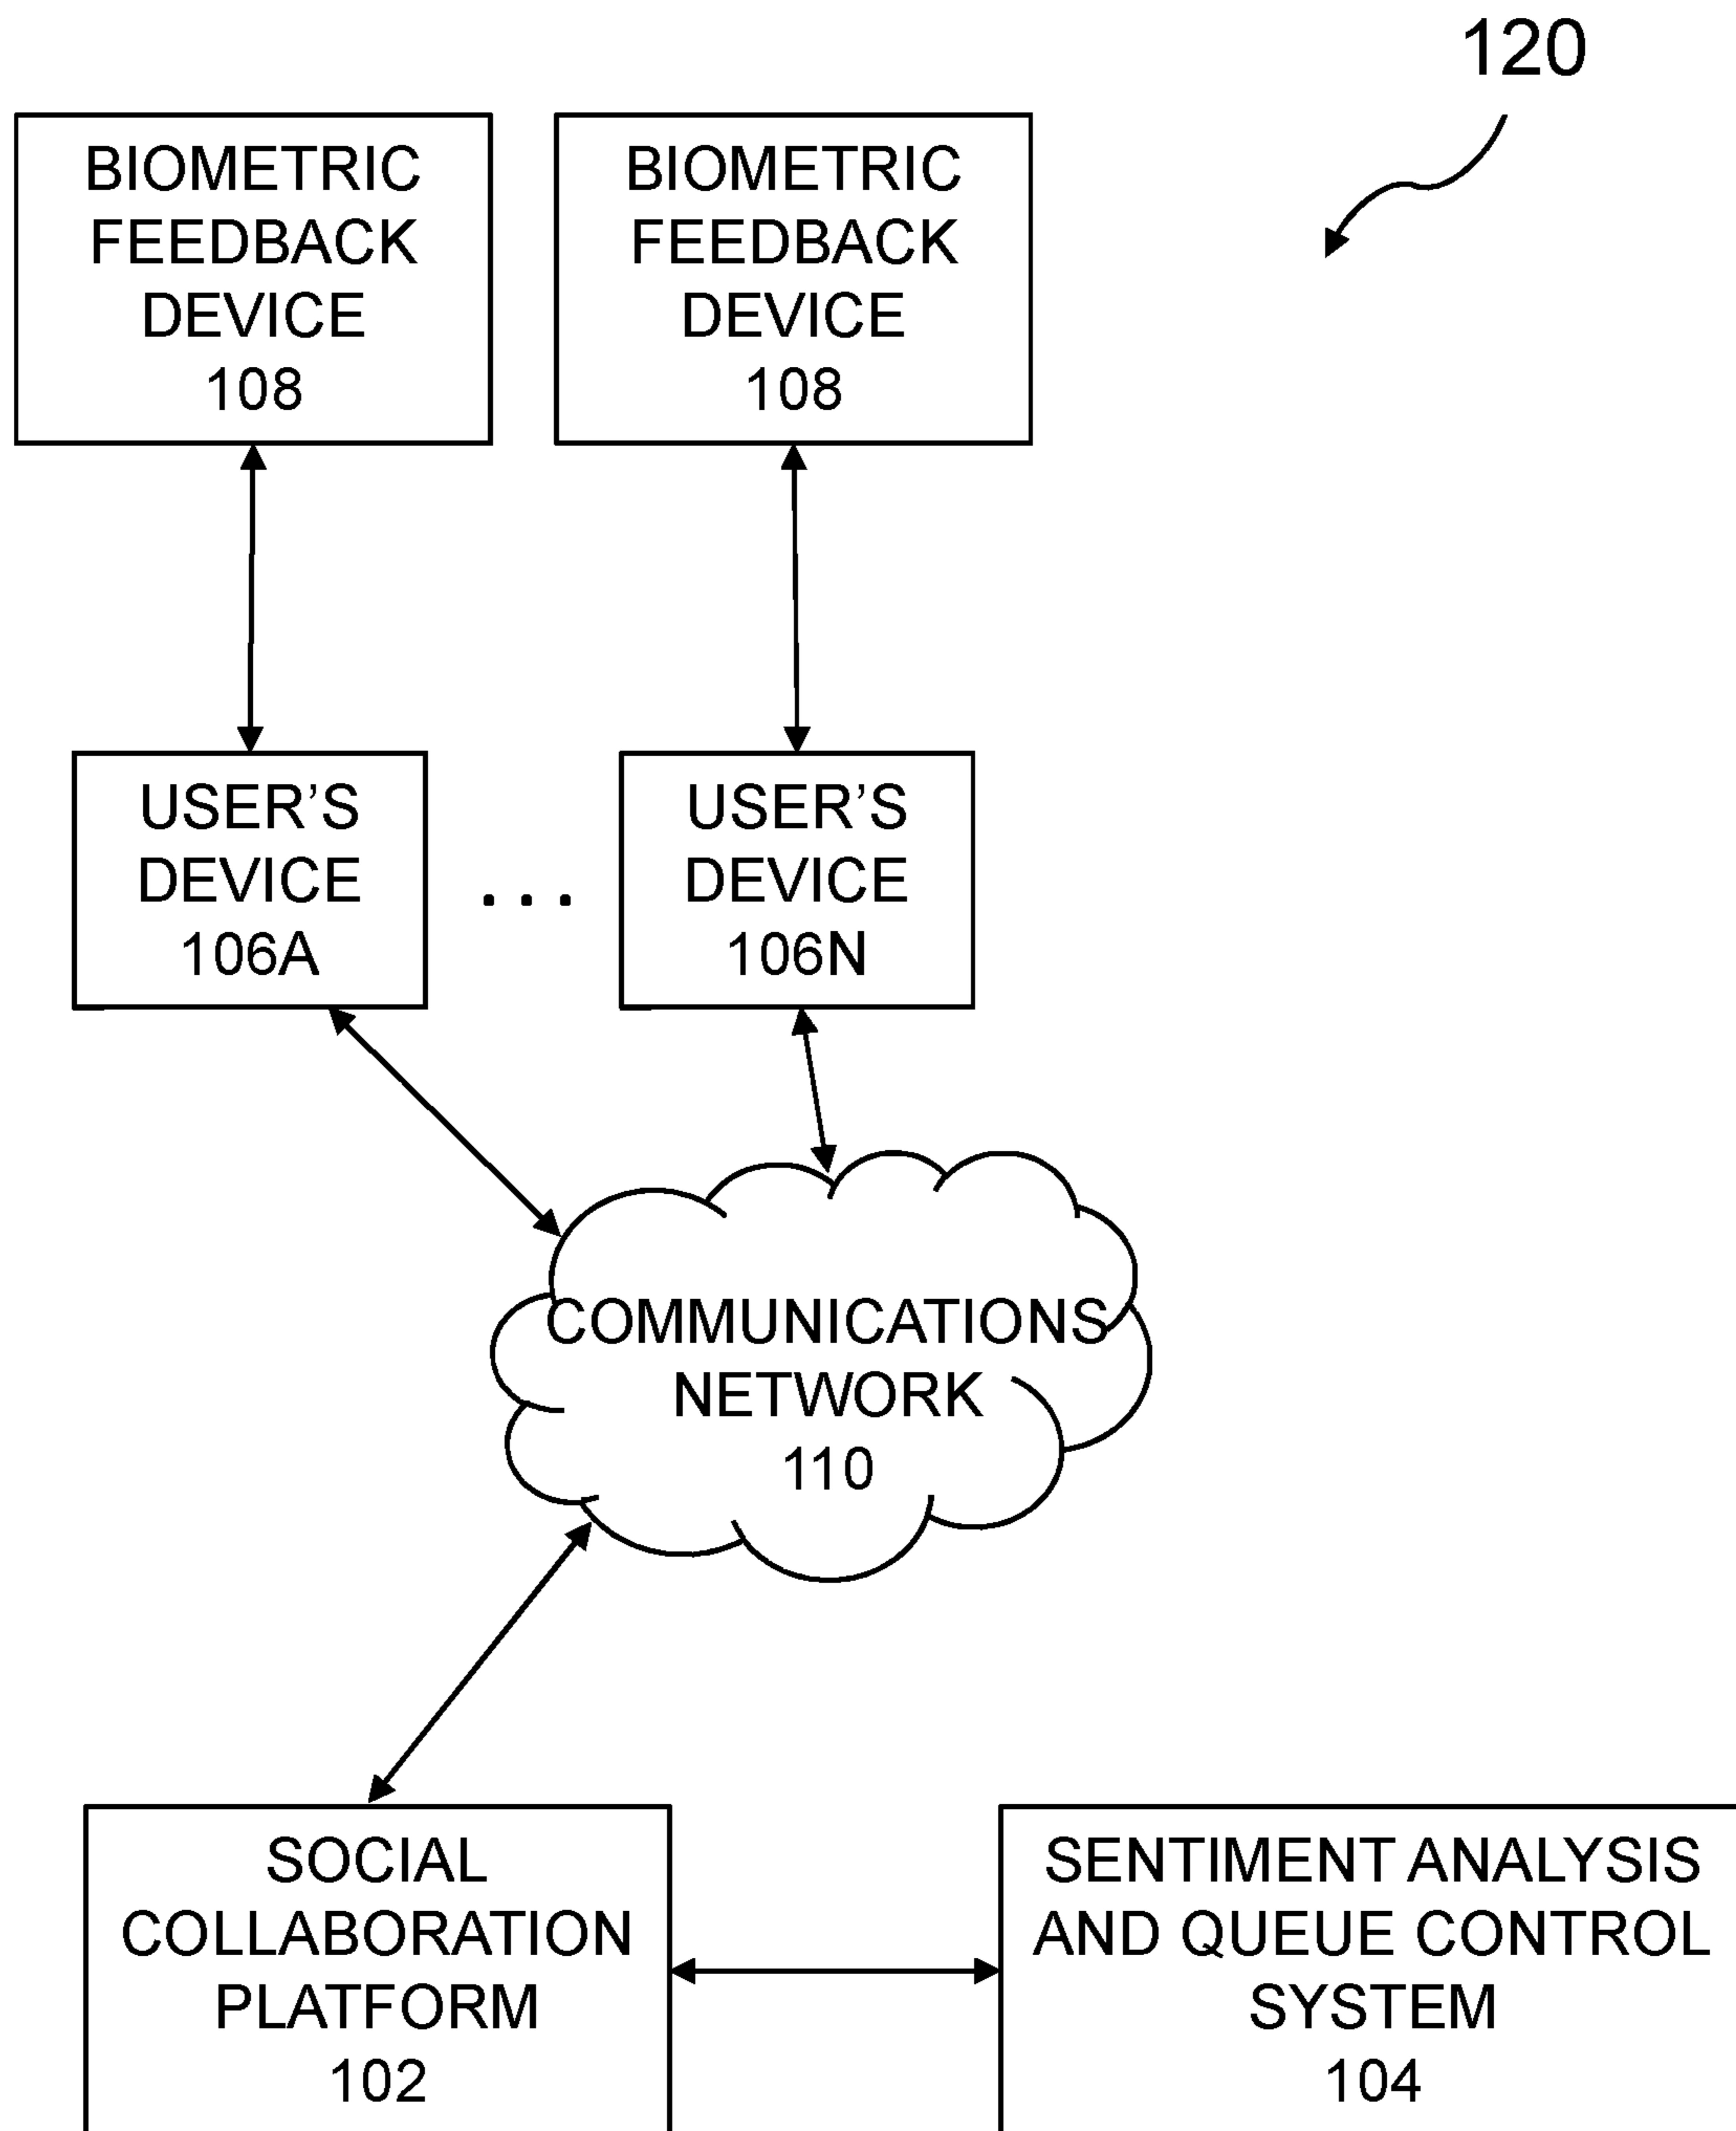 120
BIOMETRIC
FEEDBACK
DEVICE
108
BIOMETRIC
FEEDBACK
DEVICE
108
USER’S
DEVICE
106A
. . .
USER’S
DEVICE
106N
COMMUNICATIONS
NETWORK
110
SOCIAL
COLLABORATION
PLATFORM
102
SENTIMENT ANALYSIS
AND QUEUE CONTROL
SYSTEM
104